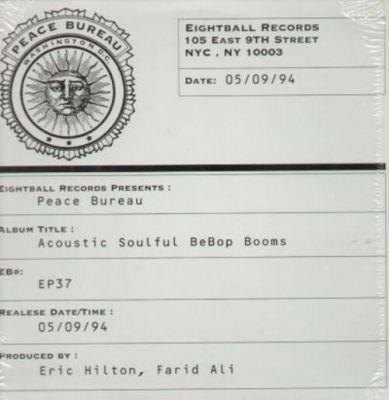 PEACE BUREAU
WASHINGTON DC.
EIGHTBALL RECORDS
105 EAST 9TH STREET
NYC , NY 10003
DATE: 05/09/94
EIGHTBALL RECORDS PRESENTS :
Peace Bureau
ALBUM TITLE :
Acoustic Soulful BeBop Booms
EB#:
EP37
REALESE DATE/TIME :
05/09/94
PRODUCED BY :
Eric Hilton, Farid Ali